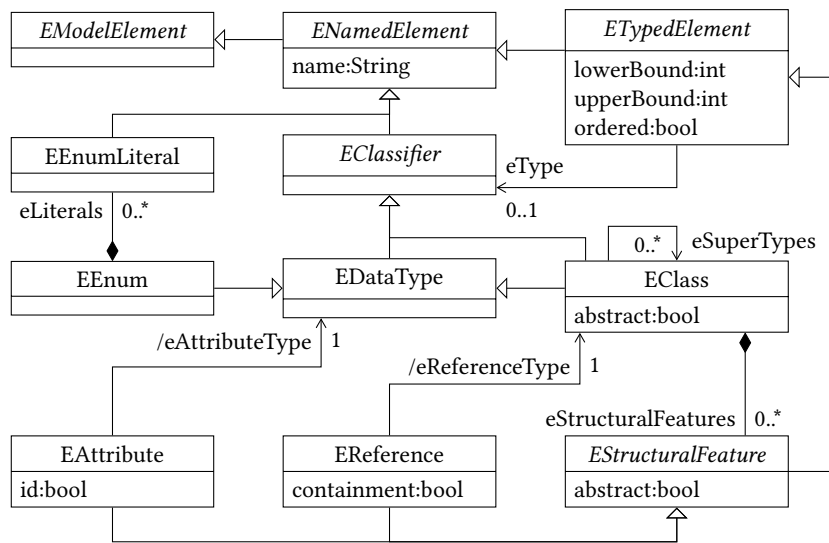 EModelElement
ENamedElement
name:String
ETypedElement
lowerBound:int
upperBound:int
ordered:bool
EEnumLiteral
EClassifier
eType
0..1
eLiterals 0..*
0..* eSuperTypes
EEnum
EDataType
EClass
abstract:bool
/eAttributeType 1
/eReferenceType 1
eStructuralFeatures 0..*
EAttribute
id:bool
EReference
containment:bool
EStructuralFeature
abstract:bool